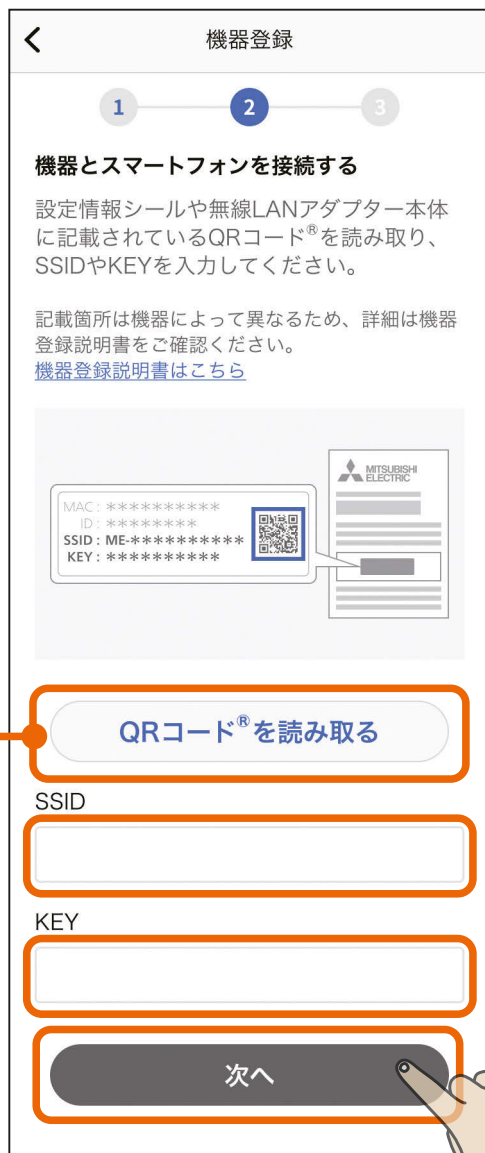 機器登録
1 2 3
機器とスマートフォンを接続する
設定情報シールや無線LANアダプター本体
に記載されているQRコード®を読み取り、
SSIDやKEYを入力してください。
記載箇所は機器によって異なるため、詳細は機器
登録説明書をご確認ください。
機器登録説明書はこちら
MITSUBISHI
ELECTRIC
MAC : **********
ID : ********
SSID : ME-**********
KEY : **********
QRコード®を読み取る
SSID
KEY
次へ